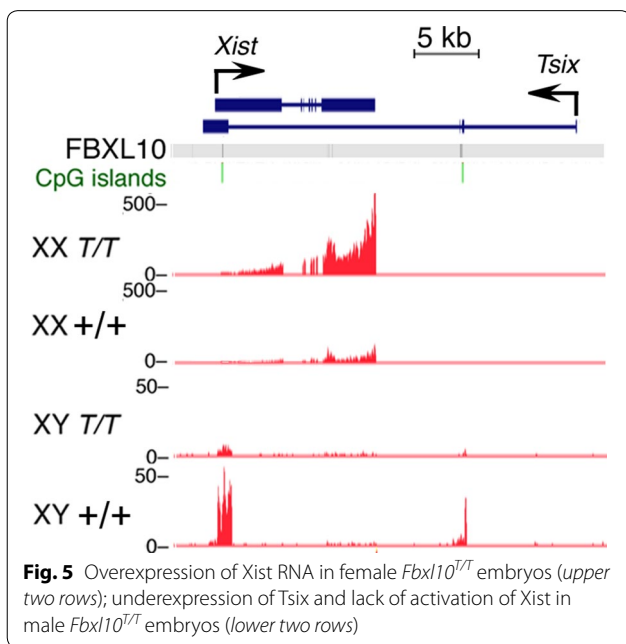 Xist
5 kb
Tsix
FBXL10
CpG islands
500–
XX T/T
0–
500–
XX +/+
0–
50–
XY T/T
0–
50–
XY +/+
0–
Fig. 5 Overexpression of Xist RNA in female Fbxl10^T/T embryos (upper
two rows); underexpression of Tsix and lack of activation of Xist in
male Fbxl10^T/T embryos (lower two rows)